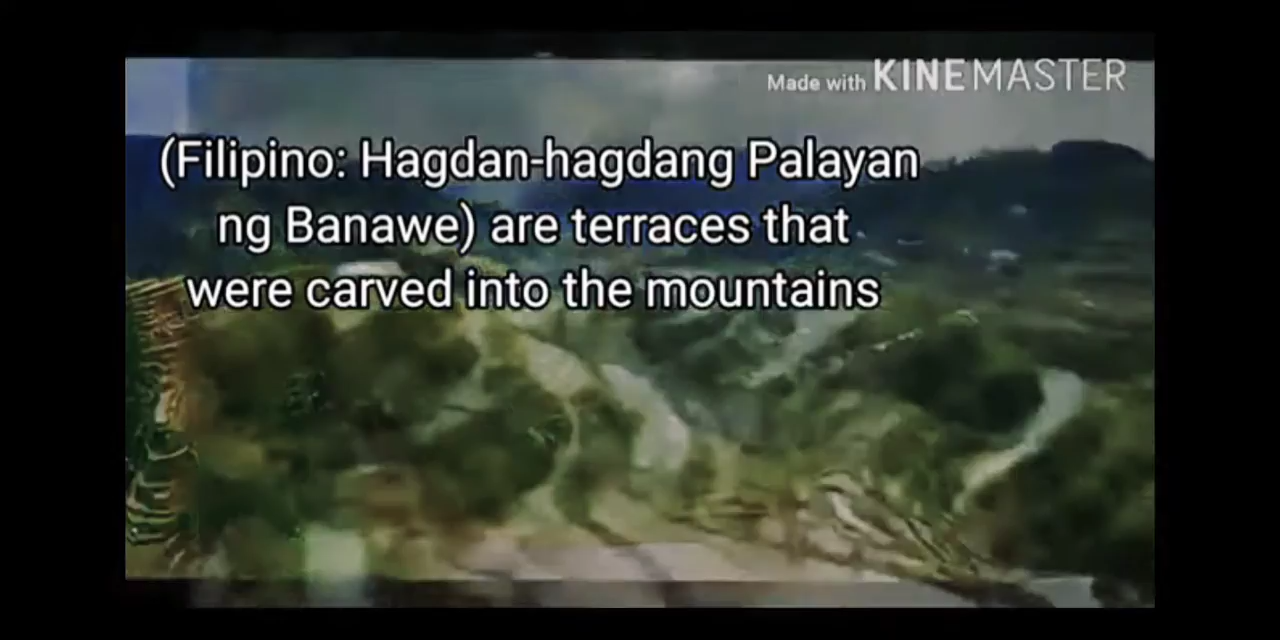 Made with KINEMASTER
(Filipino: Hagdan-hagdang Palayan
ng Banawe) are terraces that
were carved into the mountains